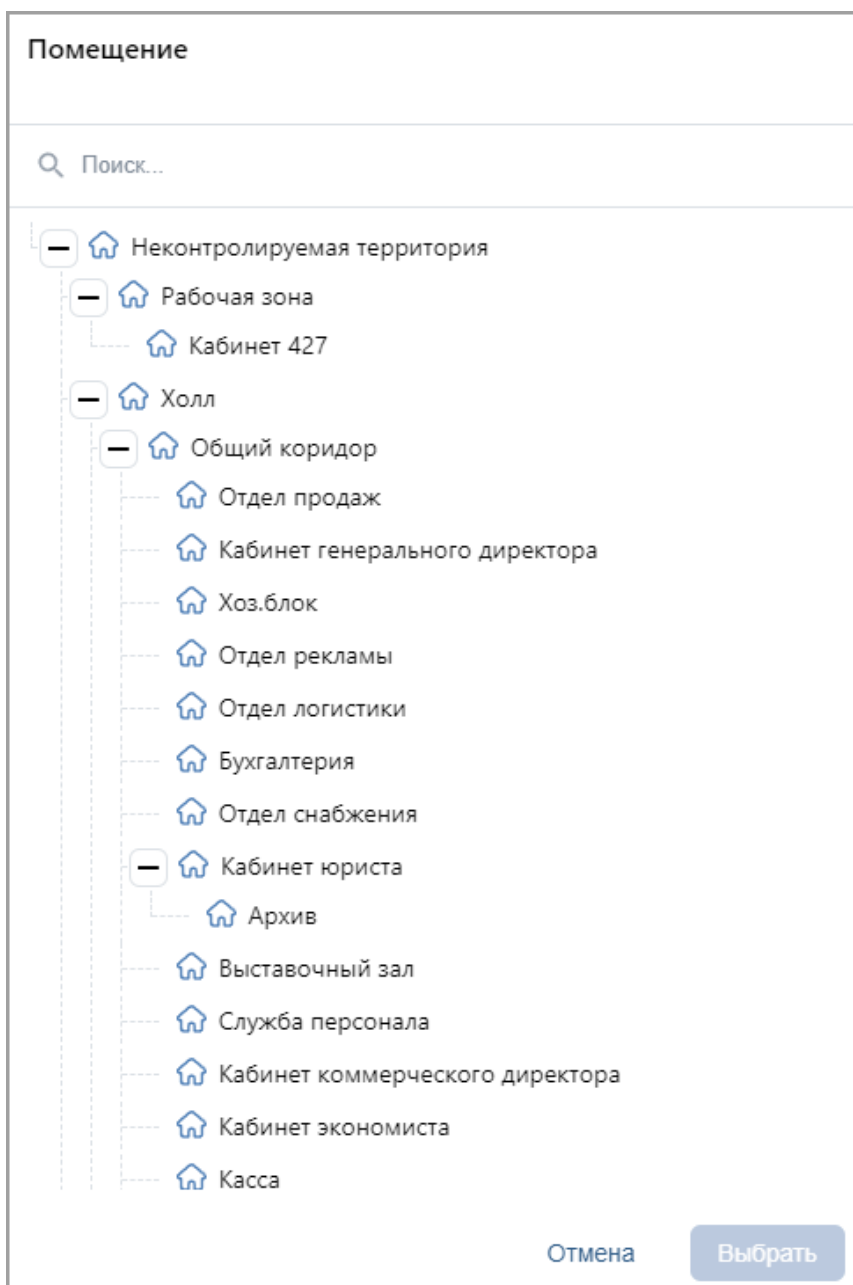 Помещение
Поиск...
Неконтролируемая территория
Рабочая зона
Кабинет 427
Холл
Общий коридор
Отдел продаж
Кабинет генерального директора
Хоз.блок
Отдел рекламы
Отдел логистики
Бухгалтерия
Отдел снабжения
Кабинет юриста
Архив
Выставочный зал
Служба персонала
Кабинет коммерческого директора
Кабинет экономиста
Касса
Отмена Выбрать